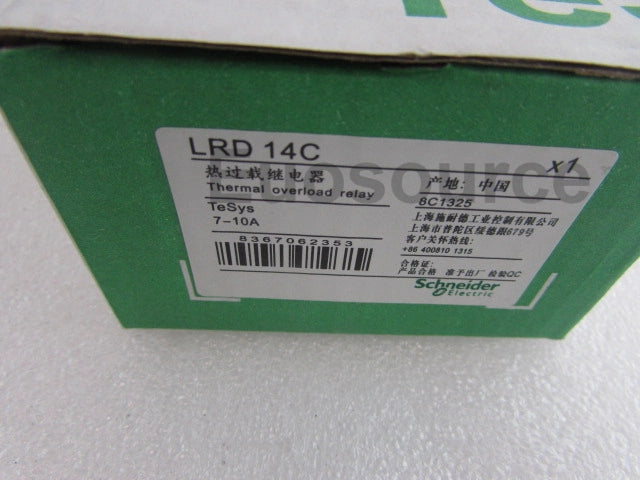 LRD 14C
x1
热过载继电器
Thermal overload relay
TeSys
7-10A
8367062353
产地: 中国
8C1325
上海施耐德工业控制有限公司
上海市普陀区绥德路679号
客户关怀热线:
+86 400810 1315
合格证:
产品合格 准予出厂 检验QC
Schneider
Electric
source